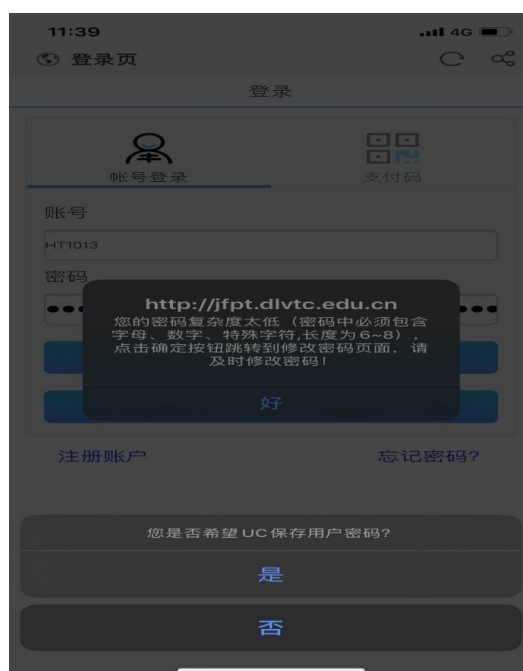 11:39
4G
登录页
登录
帐号登录
支付码
账号
HT1013
密码
http://jfpt.dlvtc.edu.cn
您的密码复杂度太低（密码中必须包含
字母、数字、特殊字符,长度为6~8），
点击确定按钮跳转到修改密码页面，请
及时修改密码！
好
注册账户
忘记密码?
您是否希望UC保存用户密码?
是
否